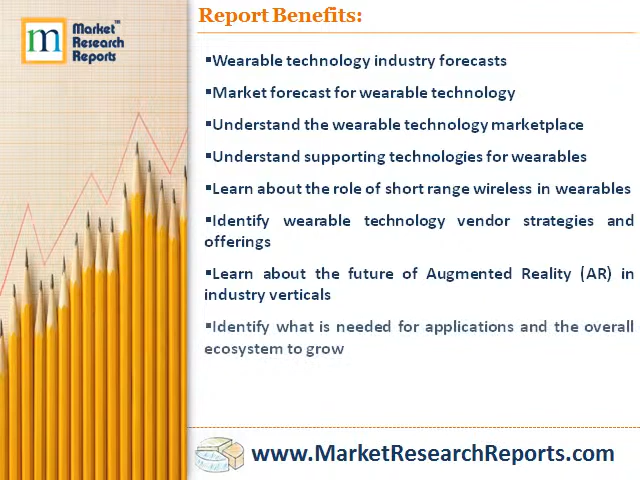 Market™
Research
Reports
Report Benefits:
▪Wearable technology industry forecasts
▪Market forecast for wearable technology
▪Understand the wearable technology marketplace
▪Understand supporting technologies for wearables
▪Learn about the role of short range wireless in wearables
▪Identify wearable technology vendor strategies and
offerings
▪Learn about the future of Augmented Reality (AR) in
industry verticals
▪Identify what is needed for applications and the overall
ecosystem to grow
www.MarketResearchReports.com